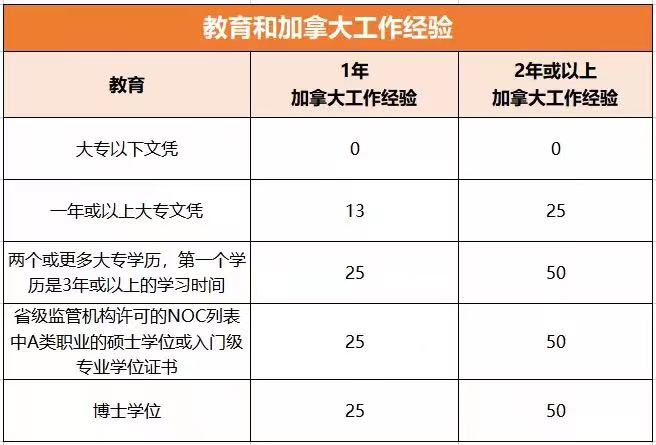 教育和加拿大工作经验
教育
1年
加拿大工作经验
2年或以上
加拿大工作经验
大专以下文凭
0
0
一年或以上大专文凭
13
25
两个或更多大专学历，第一个学
历是3年或以上的学习时间
25
50
省级监管机构许可的NOC列表
中A类职业的硕士学位或入门级
专业学位证书
25
50
博士学位
25
50